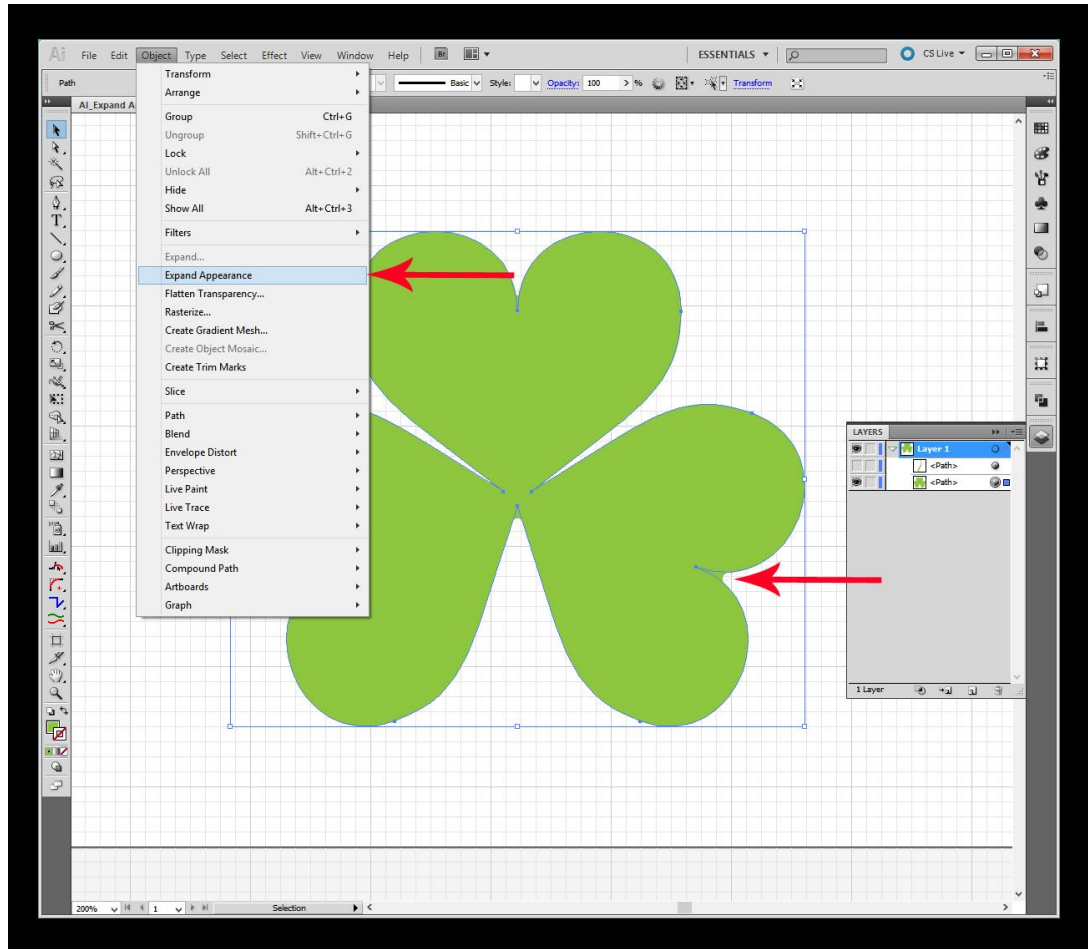 Ai File Edit Object Type Select Effect View Window Help Br ESSENTIALS CS Live
Path Basic Style: Opacity: 100 % Transform
AI_Expand A
Transform
Arrange
Group Ctrl+G
Ungroup Shift+Ctrl+G
Lock
Unlock All Alt+Ctrl+2
Hide
Show All Alt+Ctrl+3
Filters
Expand...
Expand Appearance
Flatten Transparency...
Rasterize...
Create Gradient Mesh...
Create Object Mosaic...
Create Trim Marks
Slice
Path
Blend
Envelope Distort
Perspective
Live Paint
Live Trace
Text Wrap
Clipping Mask
Compound Path
Artboards
Graph
LAYERS
Layer 1
<Path>
<Path>
1 Layer
200% 1 Selection